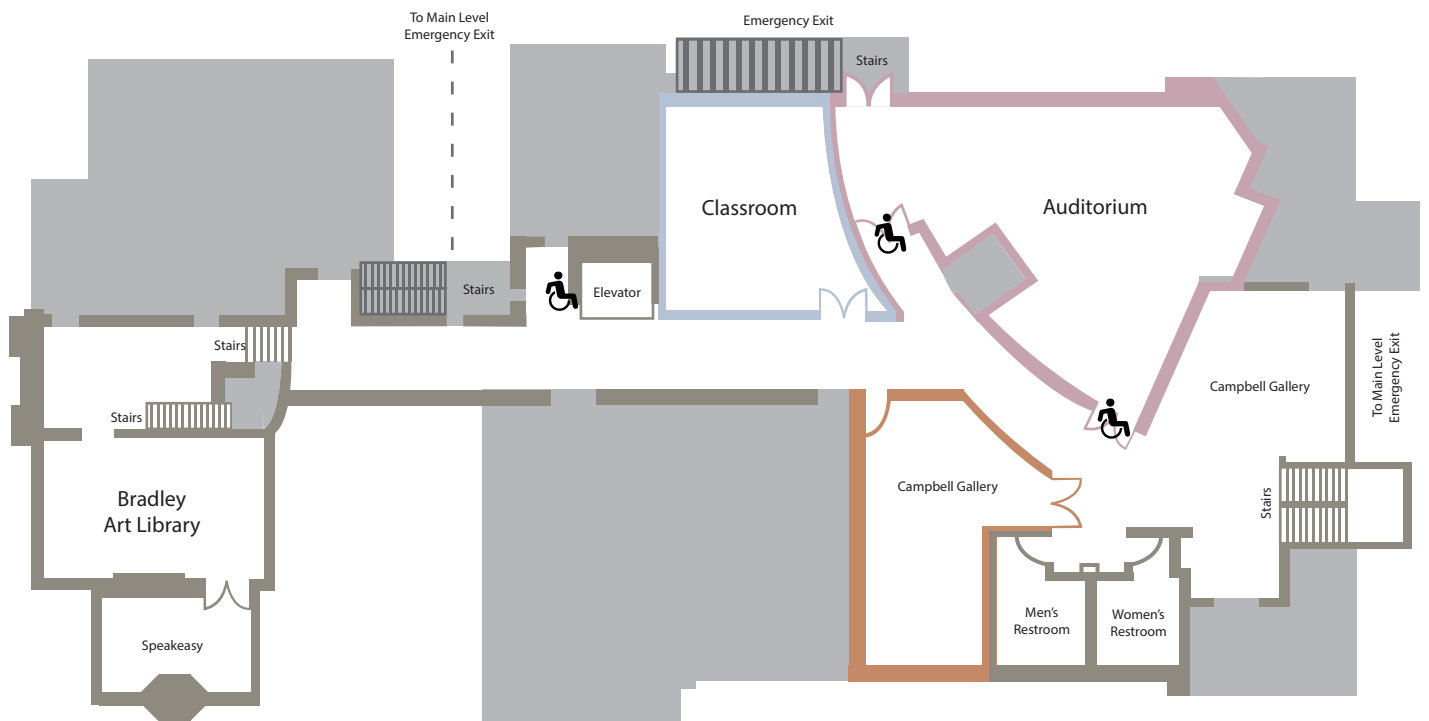 To Main Level
Emergency Exit
Emergency Exit
Stairs
Classroom
Auditorium
Stairs
Elevator
Stairs
Stairs
Campbell Gallery
To Main Level
Emergency Exit
Campbell Gallery
Stairs
Bradley
Art Library
Men's
Restroom
Women's
Restroom
Speakeasy